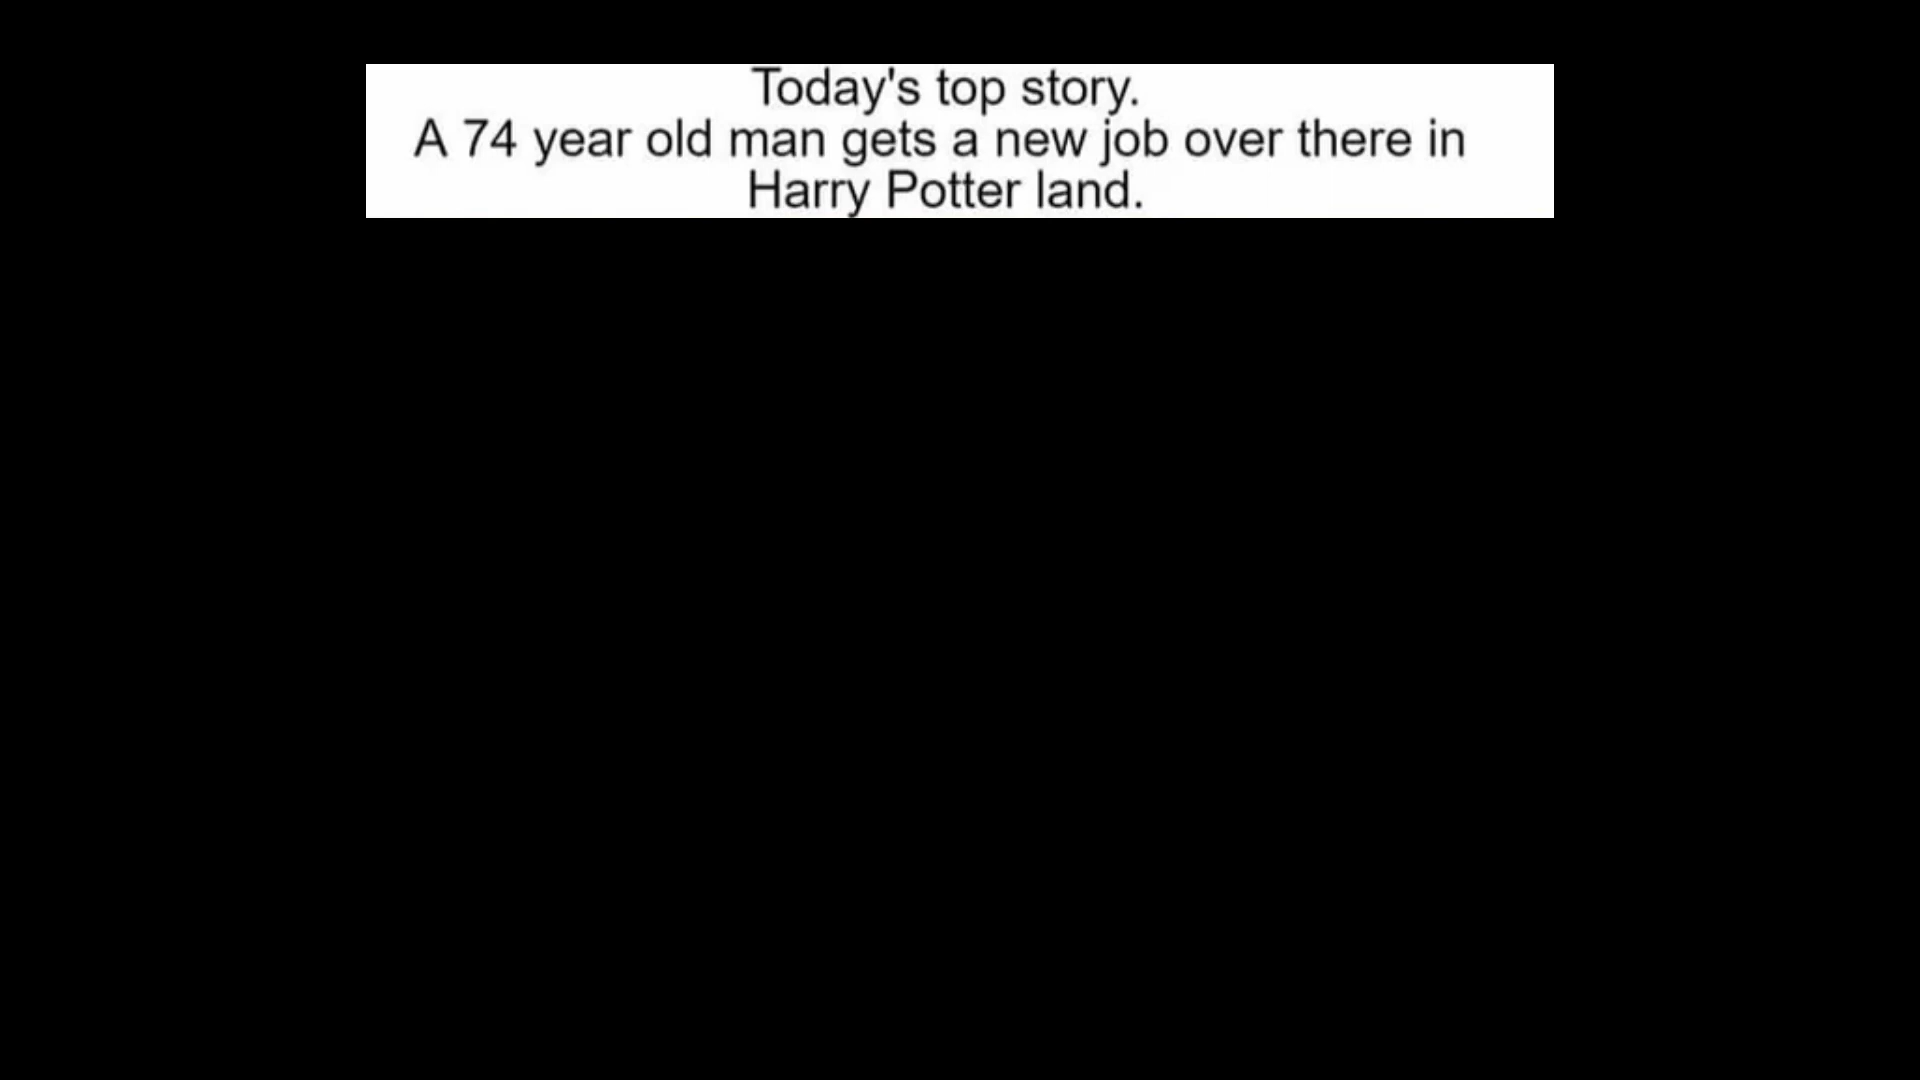 Today's top story.
A 74 year old man gets a new job over there in
Harry Potter land.